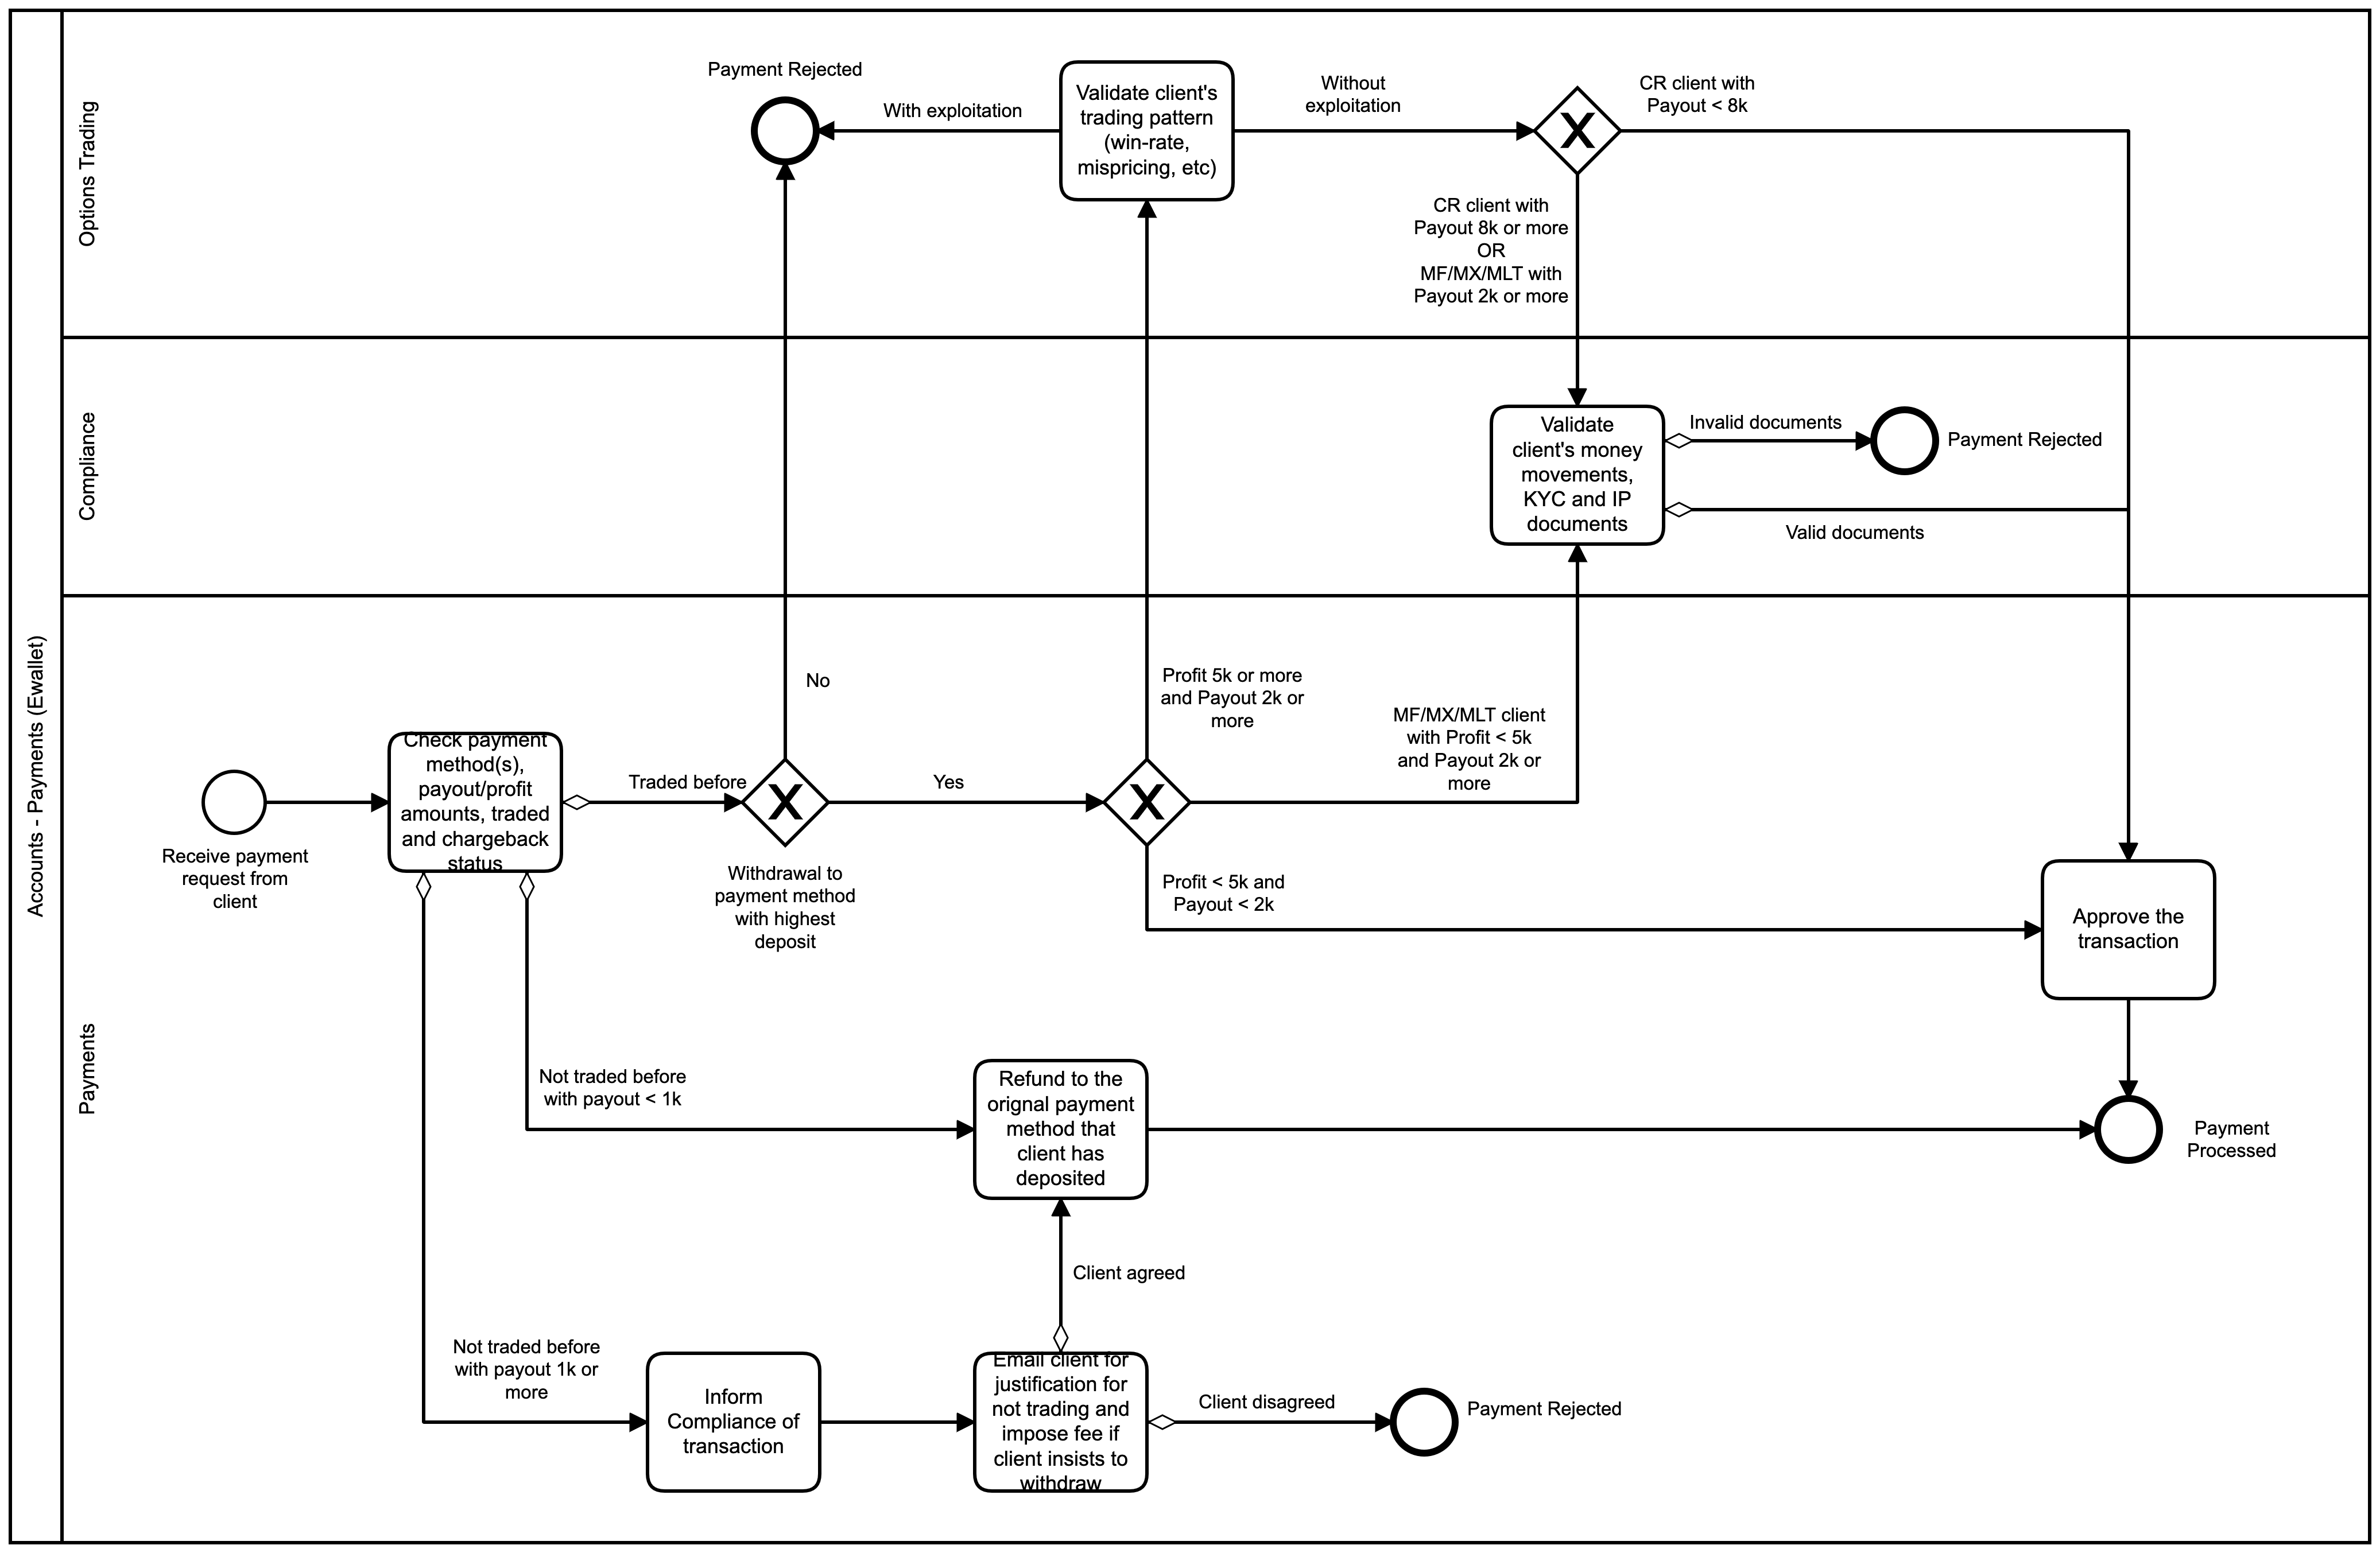 Accounts - Payments (Ewallet)
Options Trading
Payment Rejected
With exploitation
Validate client's
trading pattern
(win-rate,
mispricing, etc)
Without
exploitation
X
CR client with
Payout < 8k
CR client with
Payout 8k or more
OR
MF/MX/MLT with
Payout 2k or more
Compliance
Validate
client's money
movements,
KYC and IP
documents
Invalid documents
Payment Rejected
Valid documents
Payments
Receive payment
request from
client
Check payment
method(s),
payout/profit
amounts, traded
and chargeback
status
Traded before
X
No
Withdrawal to
payment method
with highest
deposit
Yes
X
Profit 5k or more
and Payout 2k or
more
MF/MX/MLT client
with Profit < 5k
and Payout 2k or
more
Profit < 5k and
Payout < 2k
Approve the
transaction
Not traded before
with payout < 1k
Refund to the
orignal payment
method that
client has
deposited
Payment
Processed
Client agreed
Not traded before
with payout 1k or
more
Inform
Compliance of
transaction
Email client for
justification for
not trading and
impose fee if
client insists to
withdraw
Client disagreed
Payment Rejected